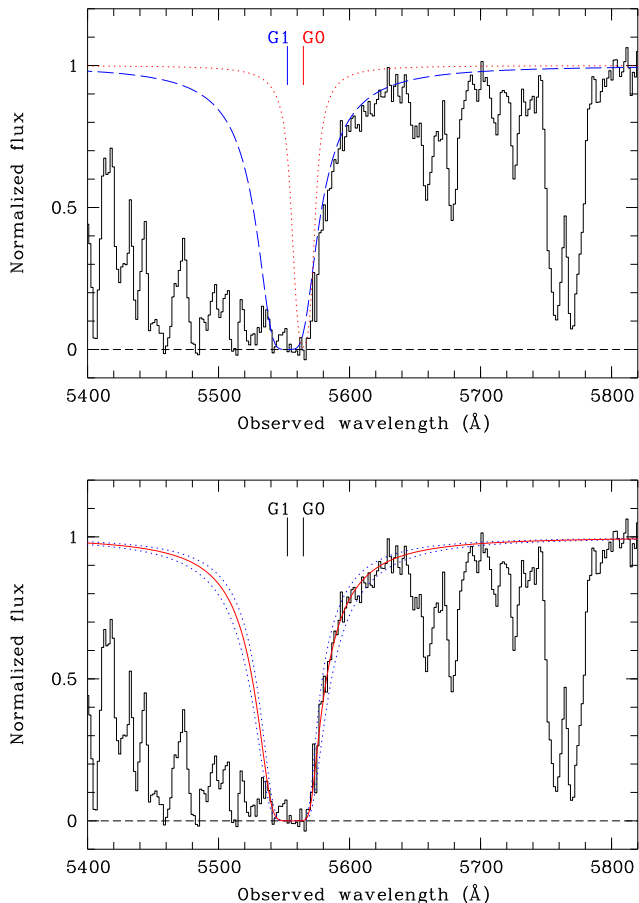 G1 G0
1
0.5
0
Normalized flux
5400 5500 5600 5700 5800
Observed wavelength (Å)
G1 G0
1
0.5
0
Normalized flux
5400 5500 5600 5700 5800
Observed wavelength (Å)